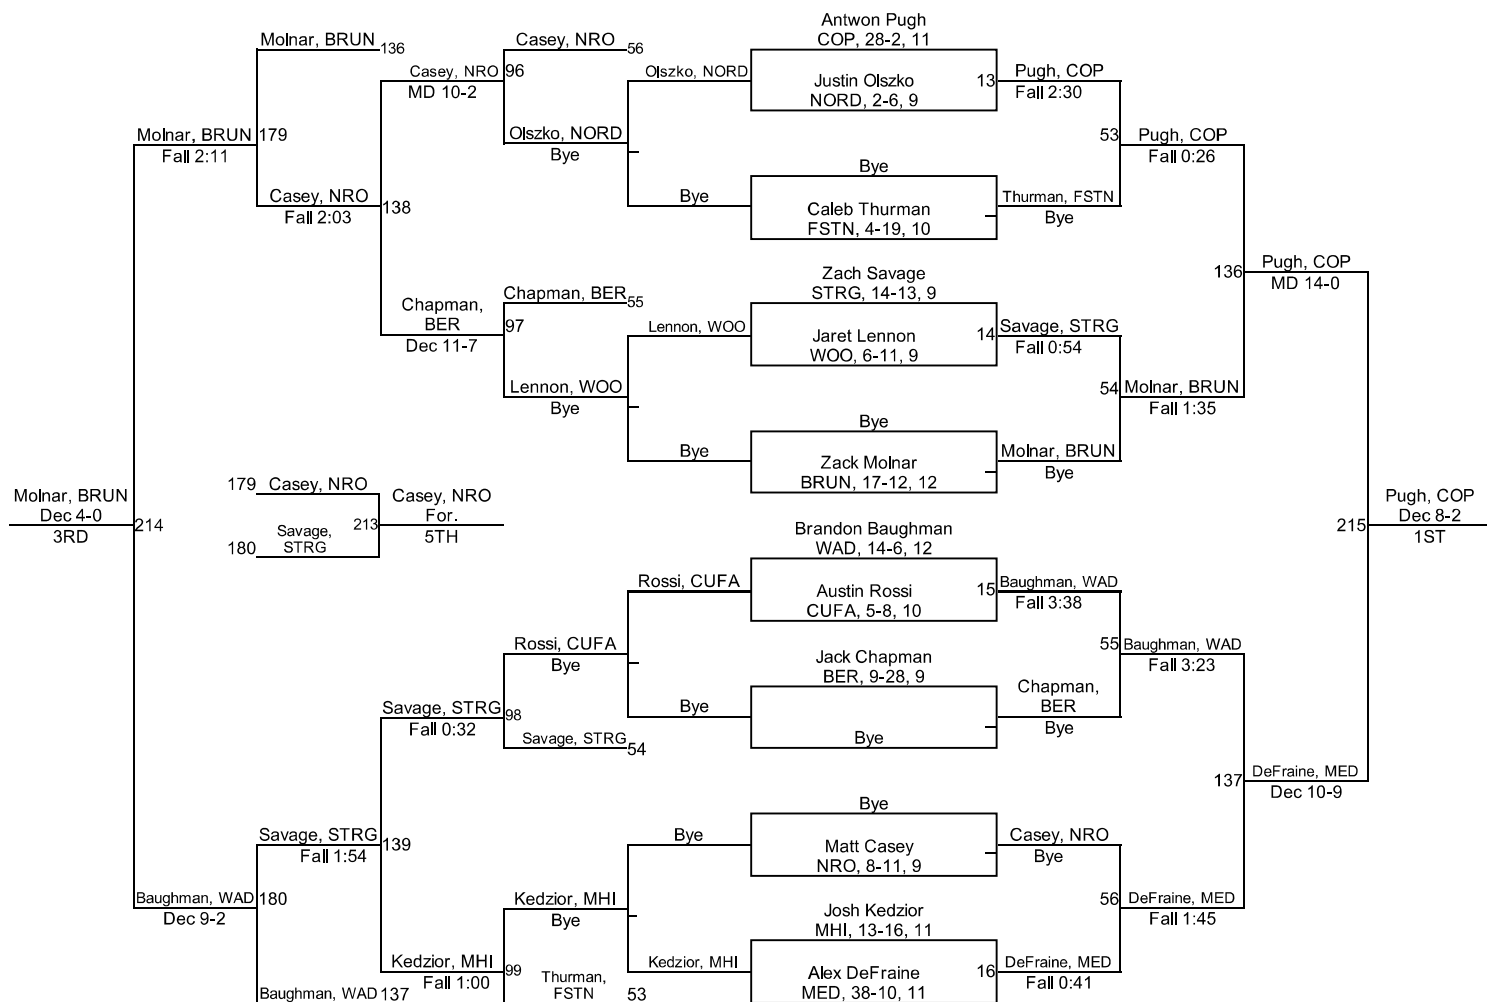 Antwon Pugh
Molnar, BRUN 136
Casey, NRO 56
COP, 28-2, 11
Casey, NRO 96
MD 10-2
Olszko, NORD
Justin Olszko 13
NORD, 2-6, 9
Pugh, COP
Fall 2:30
Molnar, BRUN 179
Fall 2:11
Olszko, NORD
Bye
53 Pugh, COP
Fall 0:26
Bye
Casey, NRO 138
Fall 2:03
Bye
Caleb Thurman
FSTN, 4-19, 10
Thurman, FSTN
Bye
Zach Savage
STRG, 14-13, 9
136 Pugh, COP
MD 14-0
Chapman,
BER
Dec 11-7
97
Chapman, BER 55
Lennon, WOO
Jaret Lennon 14
WOO, 6-11, 9
Savage, STRG
Fall 0:54
Lennon, WOO
Bye
54 Molnar, BRUN
Fall 1:35
Bye
Bye
Zack Molnar
BRUN, 17-12, 12
Molnar, BRUN
Bye
Molnar, BRUN
Dec 4-0
3RD
214
179 Casey, NRO
180 Savage,
STRG
213
Casey, NRO
For.
5TH
Brandon Baughman
WAD, 14-6, 12
215
Pugh, COP
Dec 8-2
1ST
Rossi, CUFA
Austin Rossi 15
CUFA, 5-8, 10
Baughman, WAD
Fall 3:38
Rossi, CUFA
Bye
Jack Chapman
BER, 9-28, 9
55 Baughman, WAD
Fall 3:23
Savage, STRG 98
Fall 0:32
Bye
Bye
Chapman,
BER
Bye
Savage, STRG 54
137 DeFraine, MED
Dec 10-9
Bye
Savage, STRG 139
Fall 1:54
Bye
Matt Casey
NRO, 8-11, 9
Casey, NRO
Bye
Baughman, WAD 180
Dec 9-2
Kedzior, MHI
Bye
Josh Kedzior
MHI, 13-16, 11
56 DeFraine, MED
Fall 1:45
Kedzior, MHI 99
Fall 1:00
Kedzior, MHI
Alex DeFraine 16
MED, 38-10, 11
DeFraine, MED
Fall 0:41
Baughman, WAD 137
Thurman,
FSTN
53